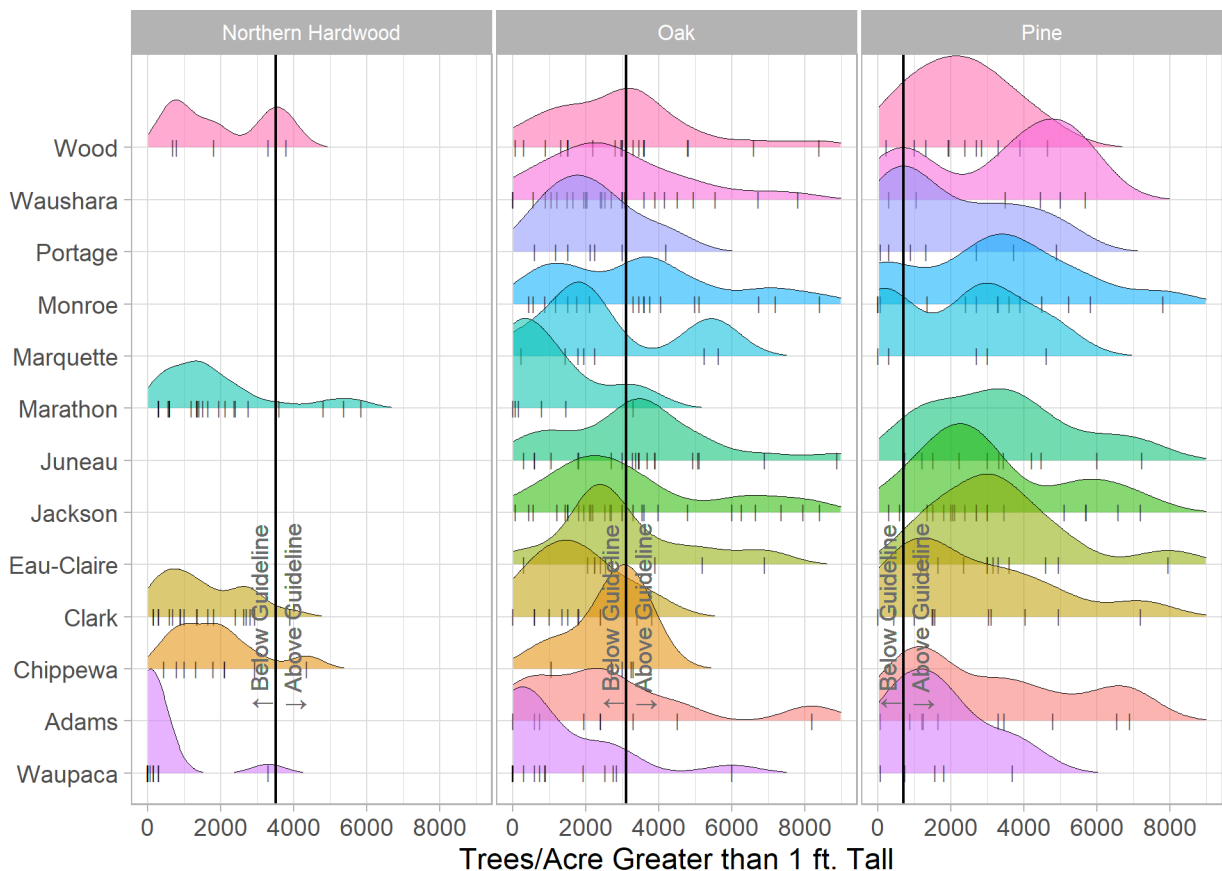 Northern Hardwood
Oak
Pine
Wood
Waushara
Portage
Monroe
Marquette
Marathon
Juneau
Jackson
Eau-Claire
Clark
Chippewa
Adams
Waupaca
← Below Guideline
→ Above Guideline
← Below Guideline
→ Above Guideline
← Below Guideline
→ Above Guideline
0 2000 4000 6000 8000
0 2000 4000 6000 8000
0 2000 4000 6000 8000
Trees/Acre Greater than 1 ft. Tall